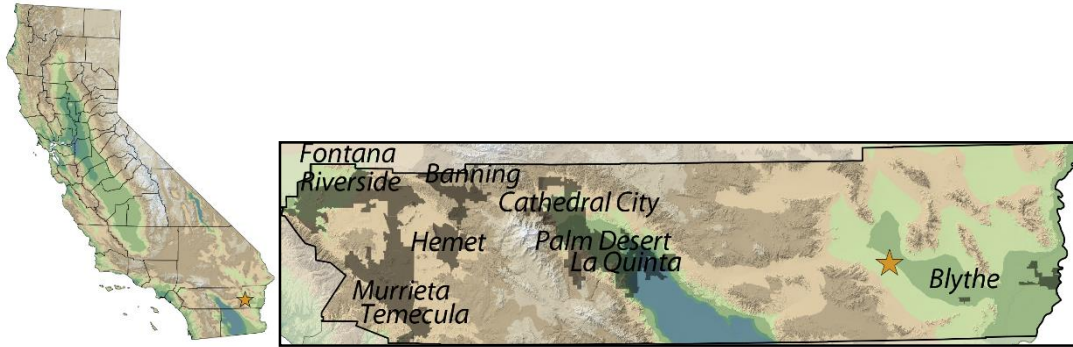 Fontana
Riverside
Banning
Cathedral City
Hemet
Palm Desert
La Quinta
Blythe
Murrieta
Temecula